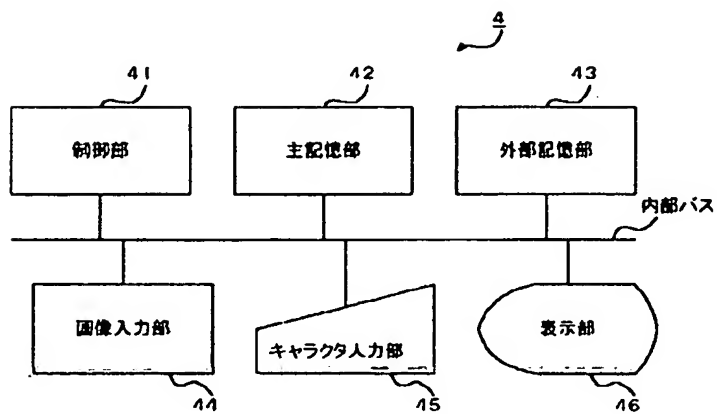 4
41
42
43
制御部
主記憶部
外部記憶部
内部バス
画像入力部
キャラクタ入力部
表示部
44
45
46